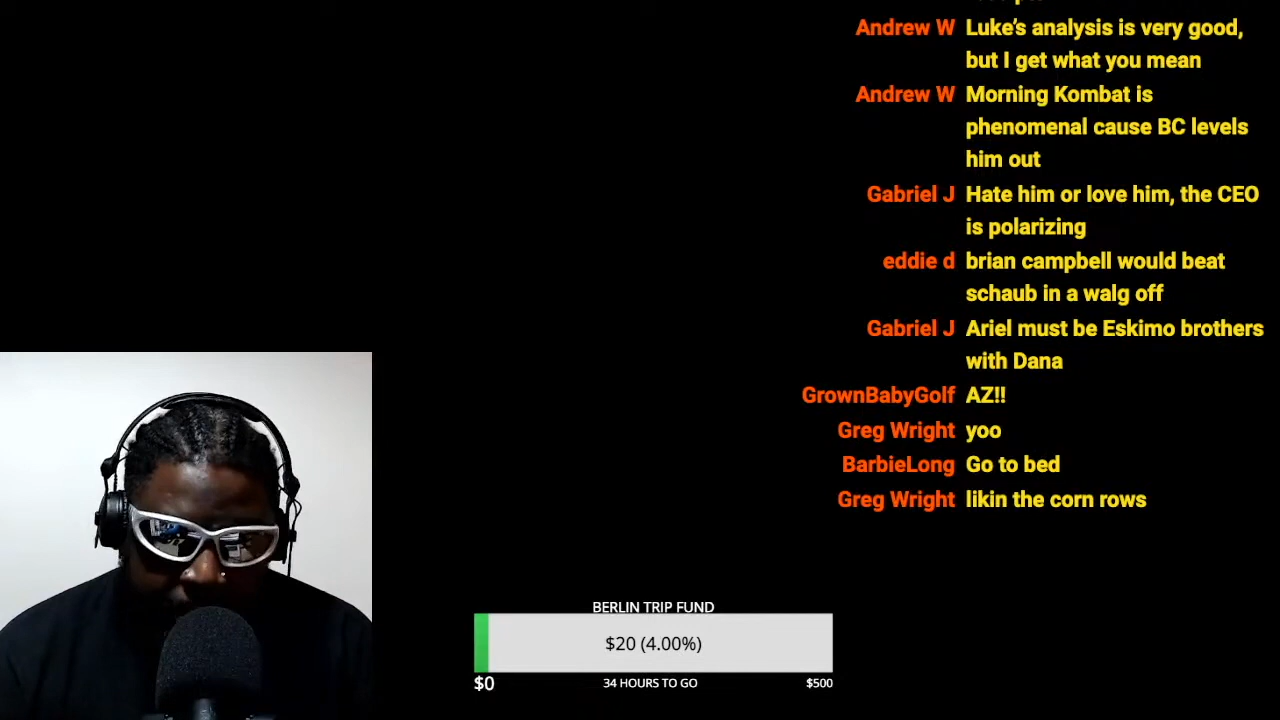 Andrew W Luke’s analysis is very good,
but I get what you mean
Andrew W Morning Kombat is
phenomenal cause BC levels
him out
Gabriel J Hate him or love him, the CEO
is polarizing
eddie d brian campbell would beat
schaub in a walg off
Gabriel J Ariel must be Eskimo brothers
with Dana
GrownBabyGolf AZ!!
Greg Wright yoo
BarbieLong Go to bed
Greg Wright likin the corn rows
BERLIN TRIP FUND
$20 (4.00%)
$0 34 HOURS TO GO $500